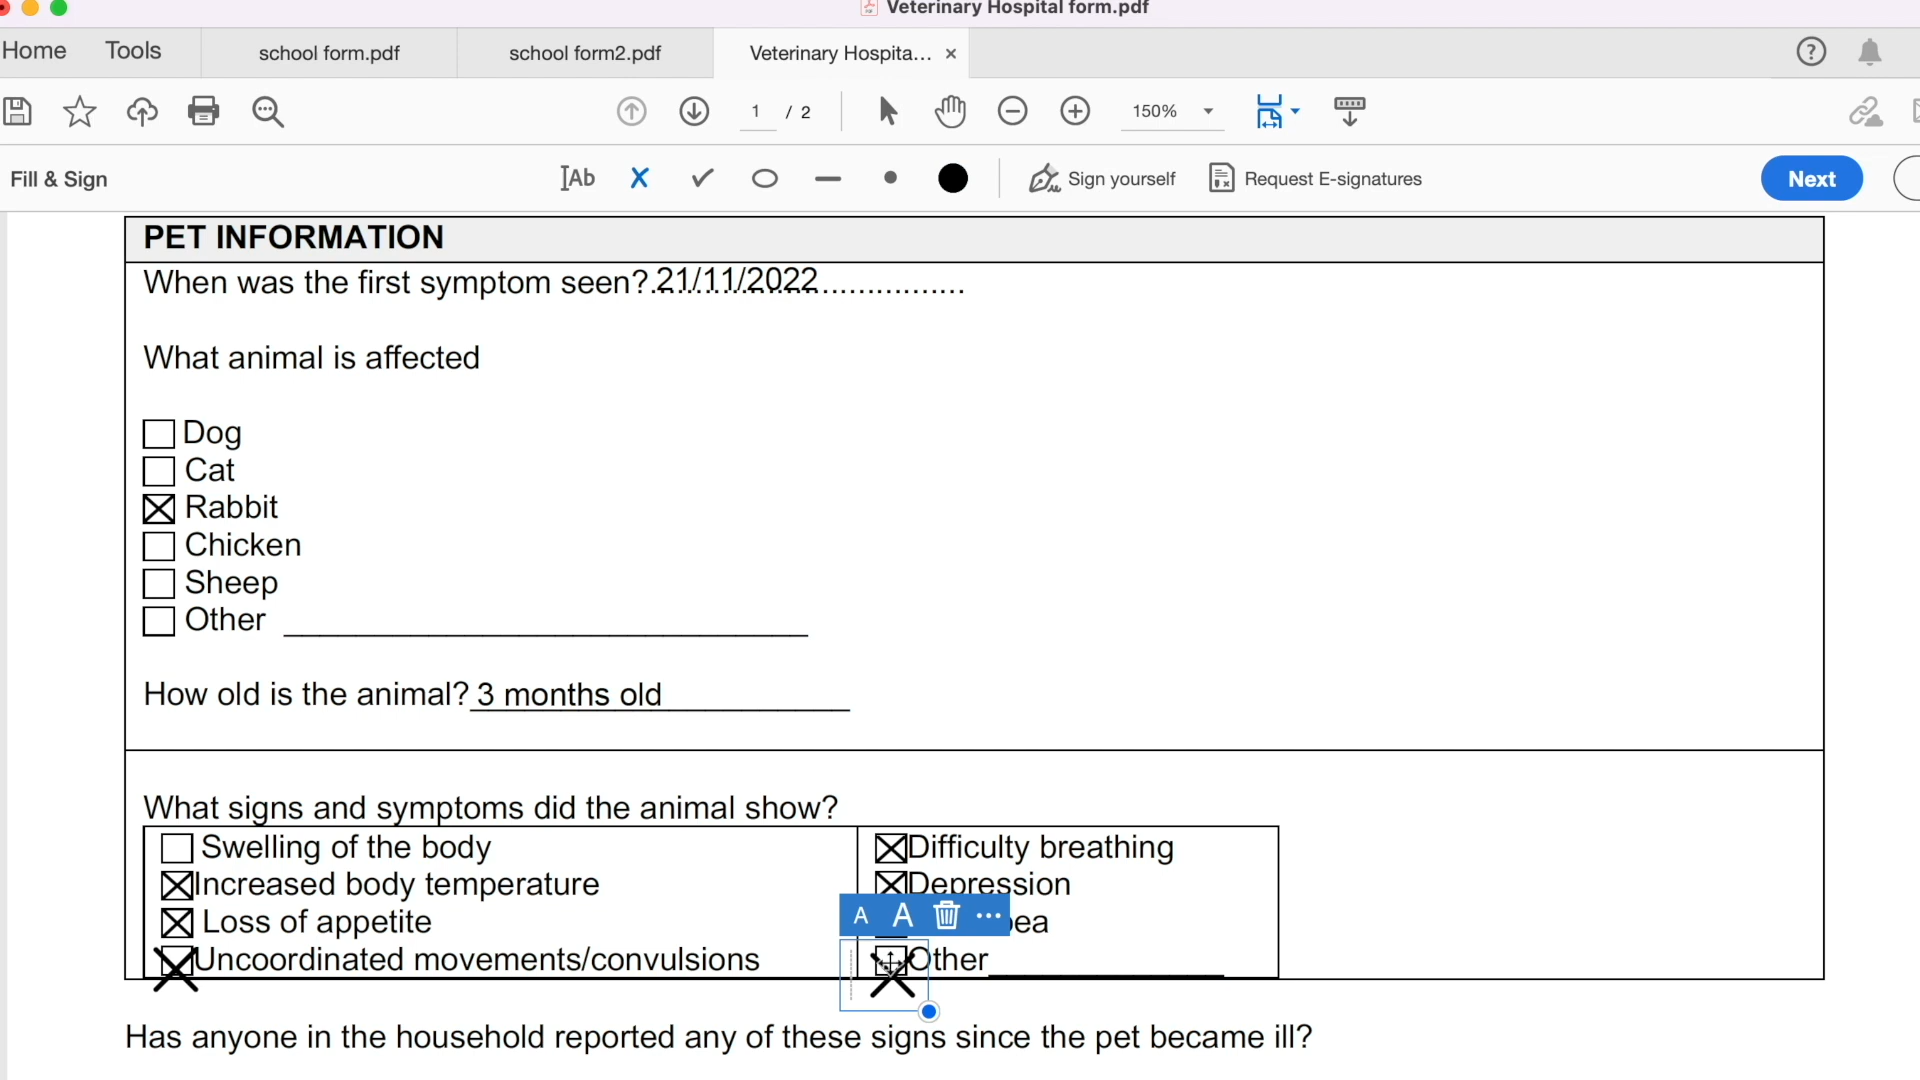 Veterinary Hospital form.pdf
Home Tools school form.pdf school form2.pdf Veterinary Hospita... ×
1 / 2 150%
Fill & Sign Ab Sign yourself Request E-signatures Next
PET INFORMATION
When was the first symptom seen?.21/11/2022................
What animal is affected
Dog
Cat
Rabbit
Chicken
Sheep
Other
How old is the animal? 3 months old
What signs and symptoms did the animal show?
Swelling of the body
Increased body temperature
Loss of appetite
Uncoordinated movements/convulsions
Difficulty breathing
Depression
A A ...
Other
Has anyone in the household reported any of these signs since the pet became ill?